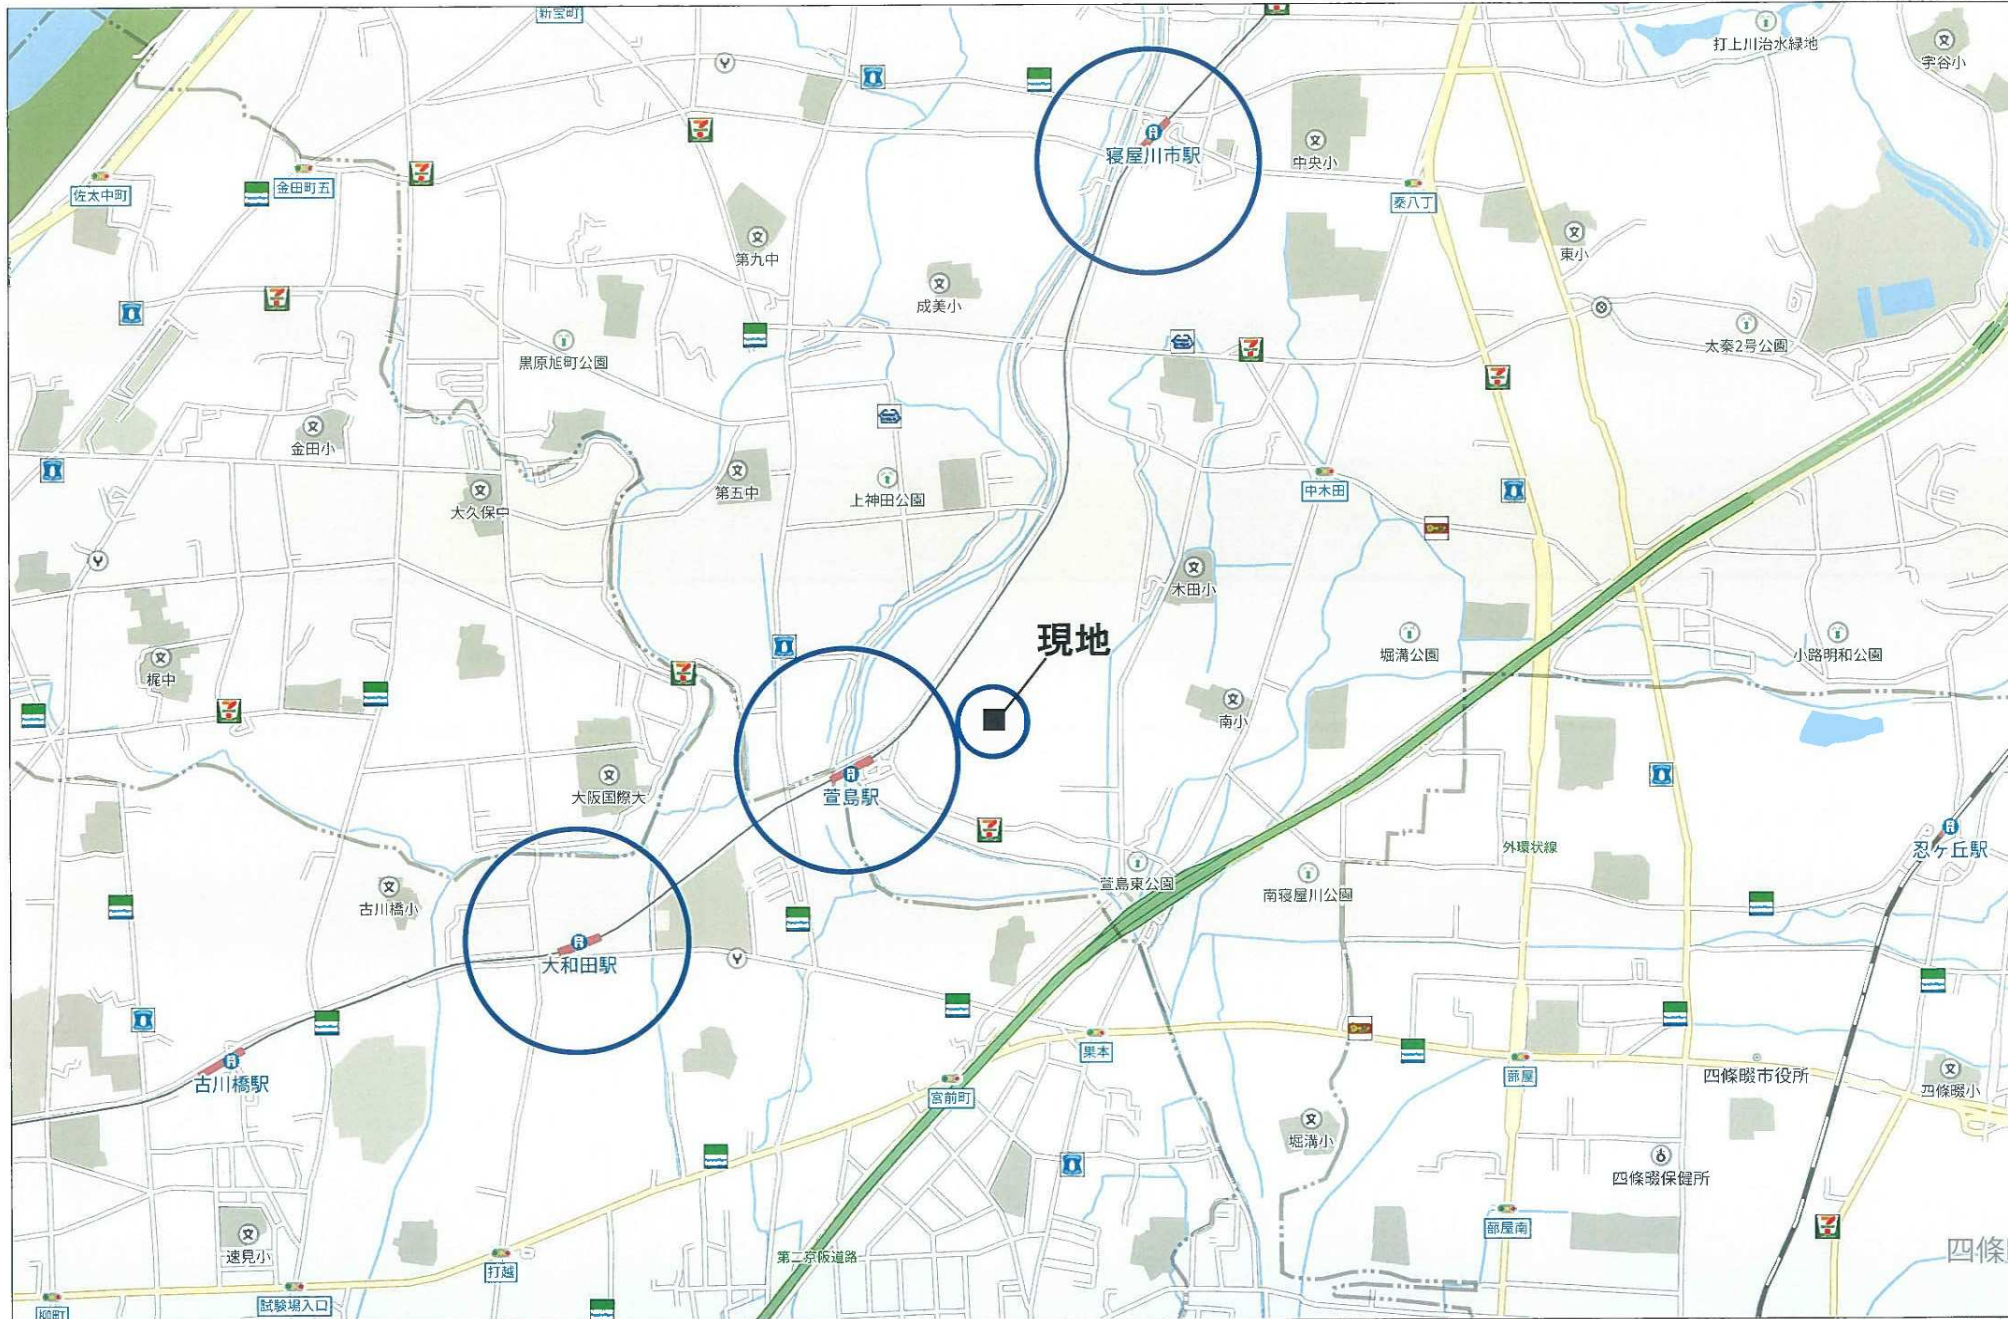 新宝町
打上川治水緑地
宇谷小
寝屋川市駅
中央小
佐太中町
金田町五
秦八丁
第九中
東小
成美小
黒原旭町公園
太秦2号公園
金田小
第五中
上神田公園
中木田
大久保中
木田小
現地
堀溝公園
小路明和公園
梶中
南小
大阪国際大
萱島駅
外環状線
忍ケ丘駅
萱島東公園
南寝屋川公園
古川橋小
大和田駅
巣本
古川橋駅
宮前町
蔀屋
四條畷市役所
四條畷小
堀溝小
四條畷保健所
速見小
第二京阪道路
蔀屋南
四條
打越
試験場入口
柳町